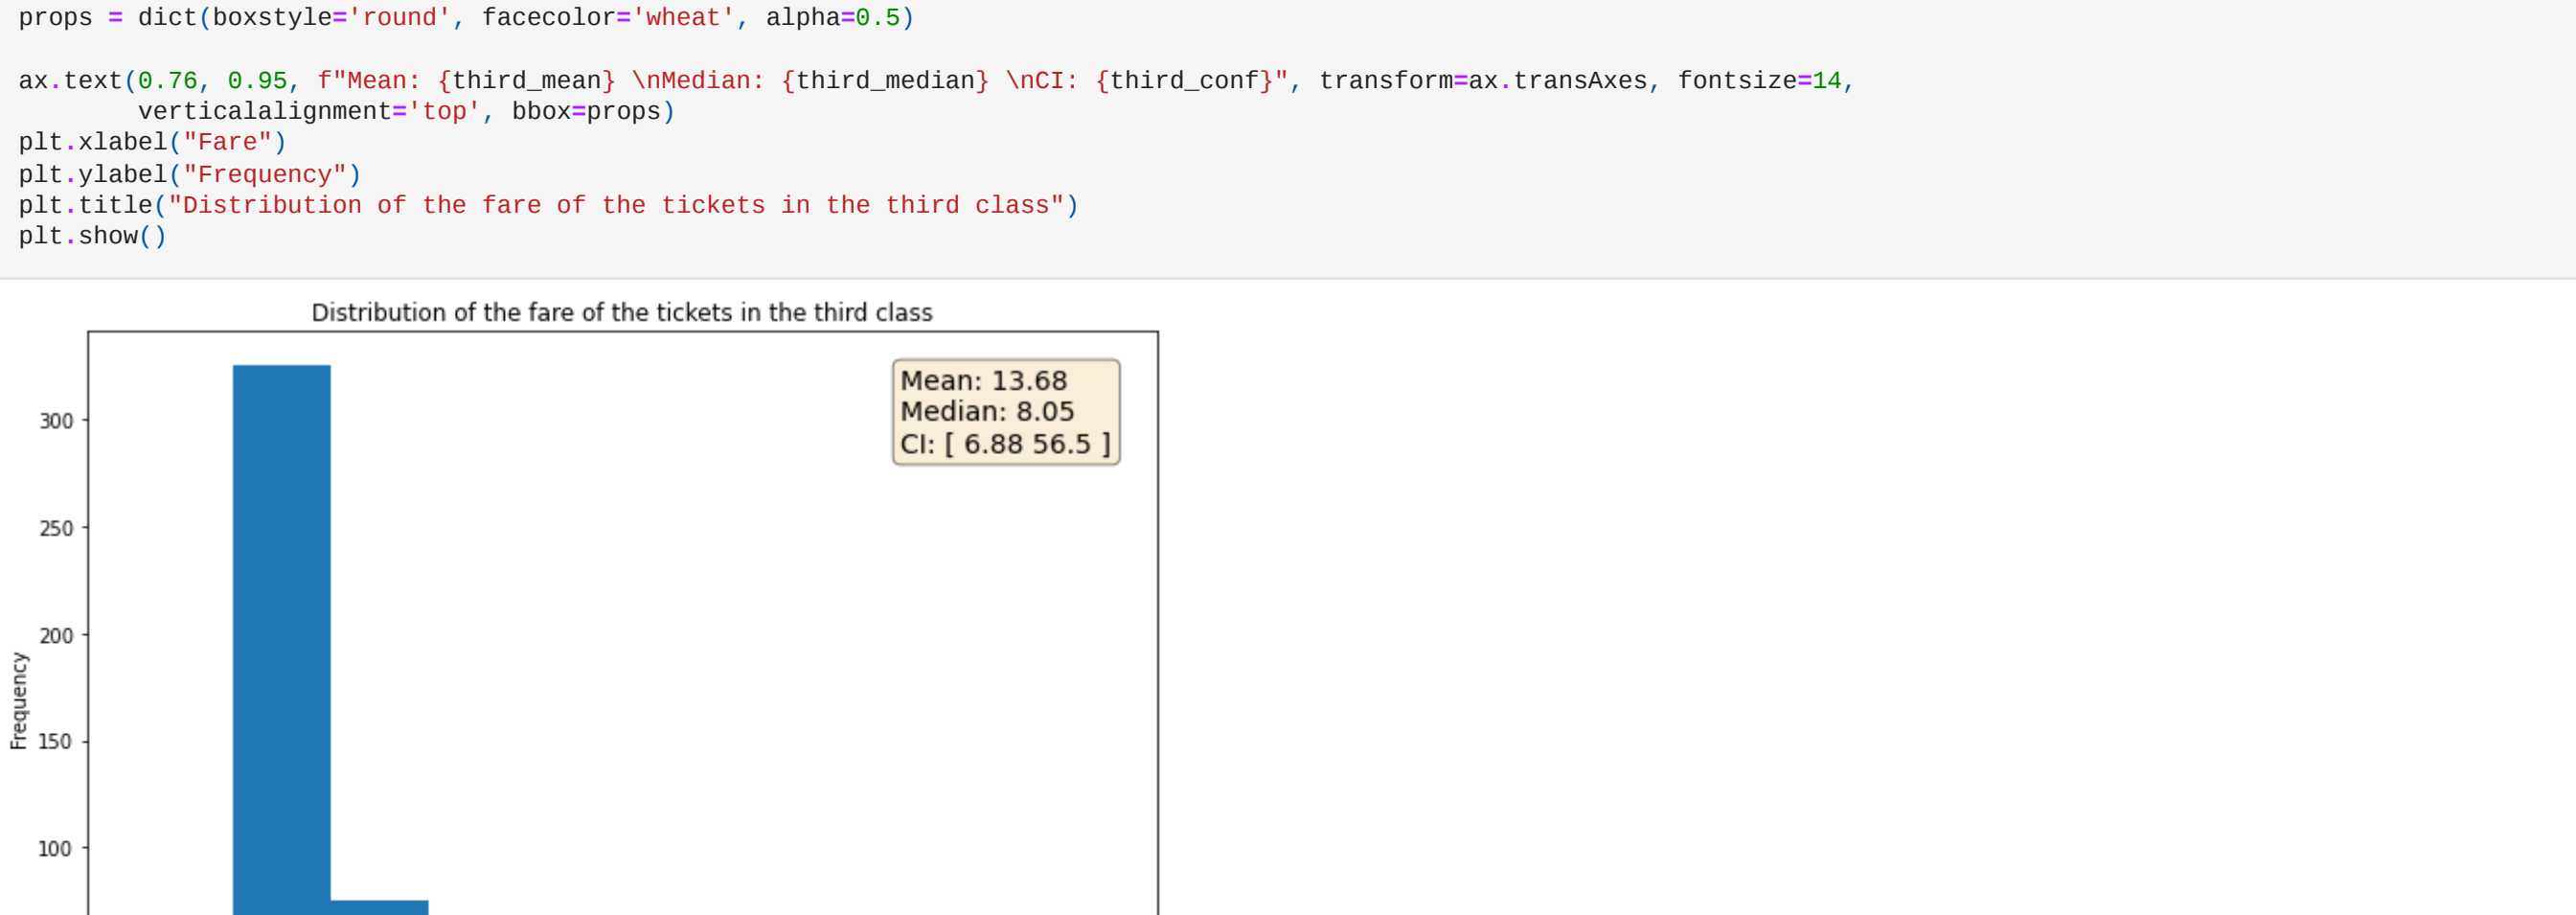 props = dict(boxstyle='round', facecolor='wheat', alpha=0.5)
ax.text(0.76, 0.95, f"Mean: {third_mean} \nMedian: {third_median} \nCI: {third_conf}", transform=ax.transAxes, fontsize=14,
        verticalalignment='top', bbox=props)
plt.xlabel("Fare")
plt.ylabel("Frequency")
plt.title("Distribution of the fare of the tickets in the third class")
plt.show()
Distribution of the fare of the tickets in the third class
Mean: 13.68
Median: 8.05
CI: [ 6.88 56.5 ]
300
250
200
150
100
Frequency